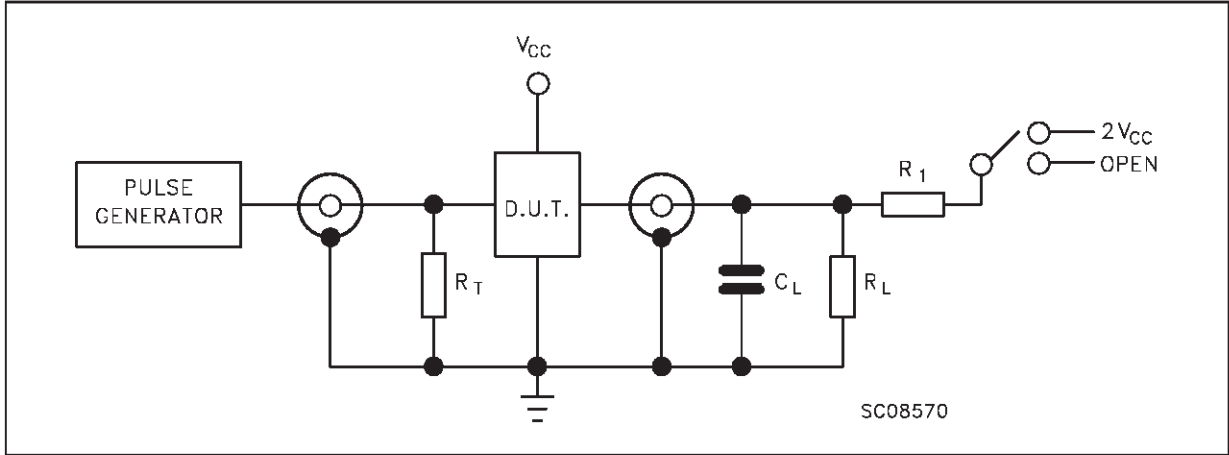 VCC
PULSE
GENERATOR
RT
D.U.T.
CL
RL
R1
2VCC
OPEN
SC08570